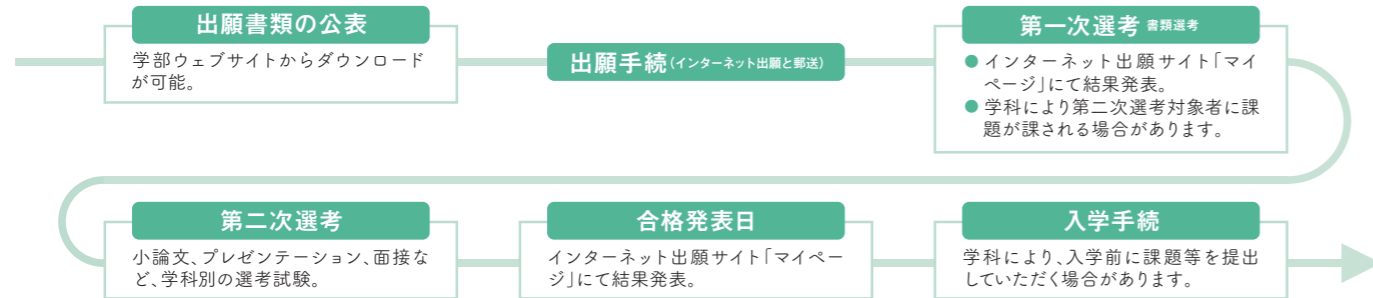 出願書類の公表
学部ウェブサイトからダウンロード
が可能。
出願手続(インターネット出願と郵送)
第一次選考 書類選考
● インターネット出願サイト「マイ
ページ」にて結果発表。
● 学科により第二次選考対象者に課
題が課される場合があります。
第二次選考
小論文、プレゼンテーション、面接な
ど、学科別の選考試験。
合格発表日
インターネット出願サイト「マイペー
ジ」にて結果発表。
入学手続
学科により、入学前に課題等を提出
していただく場合があります。